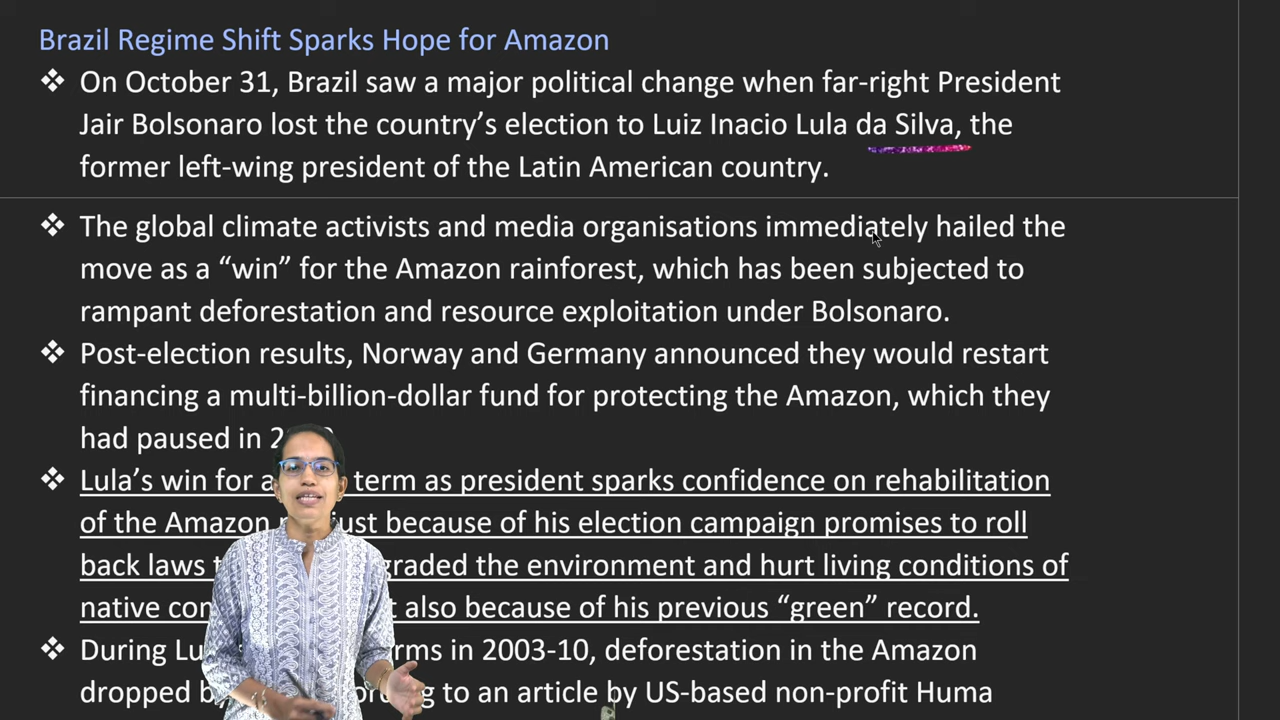 Brazil Regime Shift Sparks Hope for Amazon
❖ On October 31, Brazil saw a major political change when far-right President
Jair Bolsonaro lost the country’s election to Luiz Inacio Lula da Silva, the
former left-wing president of the Latin American country.
❖ The global climate activists and media organisations immediately hailed the
move as a “win” for the Amazon rainforest, which has been subjected to
rampant deforestation and resource exploitation under Bolsonaro.
❖ Post-election results, Norway and Germany announced they would restart
financing a multi-billion-dollar fund for protecting the Amazon, which they
had paused in
❖ Lula’s win for term as president sparks confidence on rehabilitation
of the Amazon just because of his election campaign promises to roll
back laws the environment and hurt living conditions of
native also because of his previous “green” record.
❖ During in 2003-10, deforestation in the Amazon
dropped to an article by US-based non-profit Huma